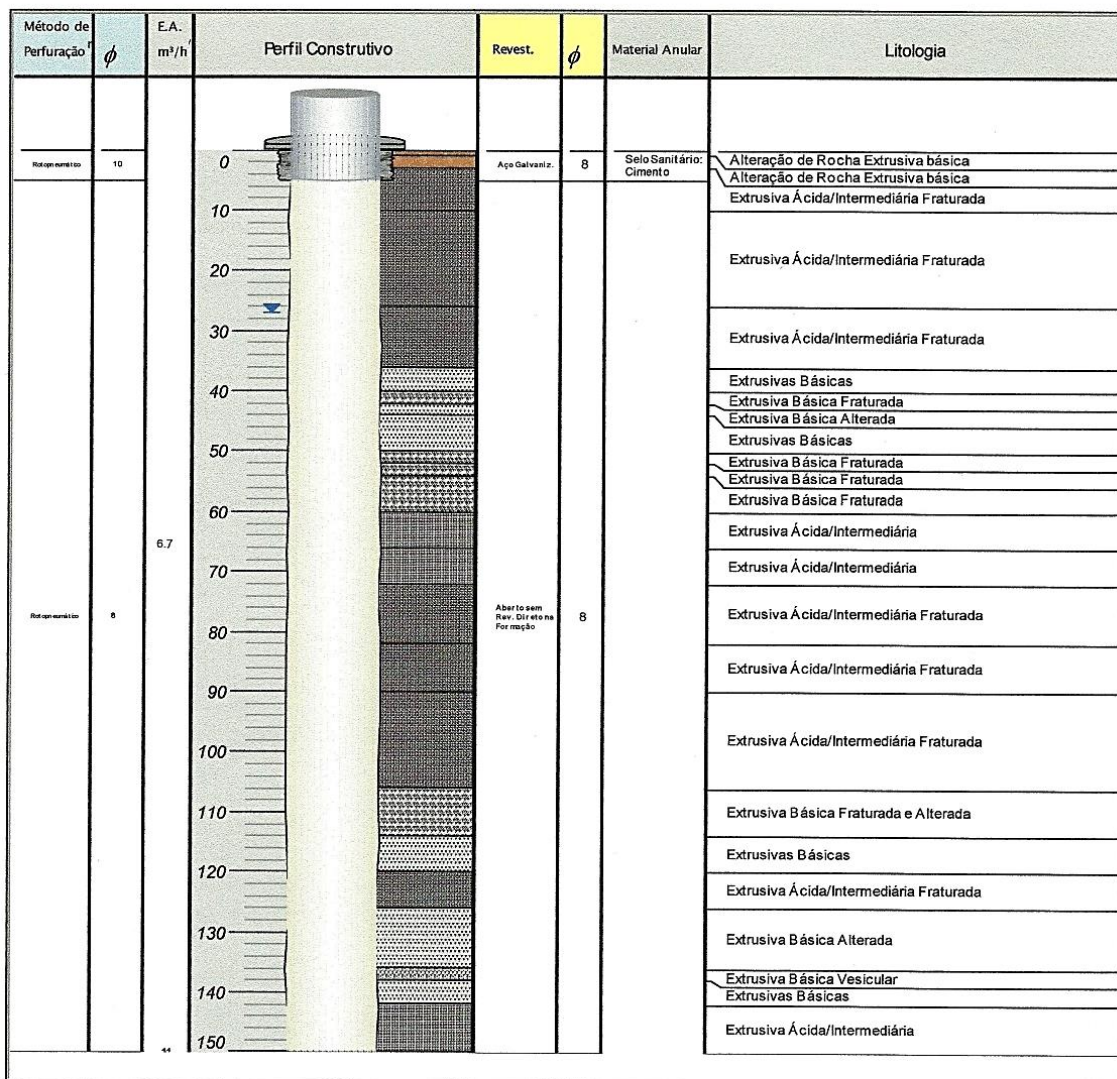 Método de
Perfuração
ϕ
E.A.
m³/h
Perfil Construtivo
Revest.
ϕ
Material Anular
Litologia
Rotopneumático
10
0
Aço Galvaniz.
8
Selo Sanitário:
Cimento
Alteração de Rocha Extrusiva básica
Alteração de Rocha Extrusiva básica
Extrusiva Ácida/Intermediária Fraturada
10
Extrusiva Ácida/Intermediária Fraturada
20
30
Extrusiva Ácida/Intermediária Fraturada
Extrusivas Básicas
40
Extrusiva Básica Fraturada
Extrusiva Básica Alterada
Extrusivas Básicas
50
Extrusiva Básica Fraturada
Extrusiva Básica Fraturada
Extrusiva Básica Fraturada
60
Extrusiva Ácida/Intermediária
6.7
Extrusiva Ácida/Intermediária
70
Rotopneumático
8
Aberto sem
Rev. Direto na
Formação
8
Extrusiva Ácida/Intermediária Fraturada
80
Extrusiva Ácida/Intermediária Fraturada
90
Extrusiva Ácida/Intermediária Fraturada
100
110
Extrusiva Básica Fraturada e Alterada
Extrusivas Básicas
120
Extrusiva Ácida/Intermediária Fraturada
130
Extrusiva Básica Alterada
Extrusiva Básica Vesicular
140
Extrusivas Básicas
Extrusiva Ácida/Intermediária
150